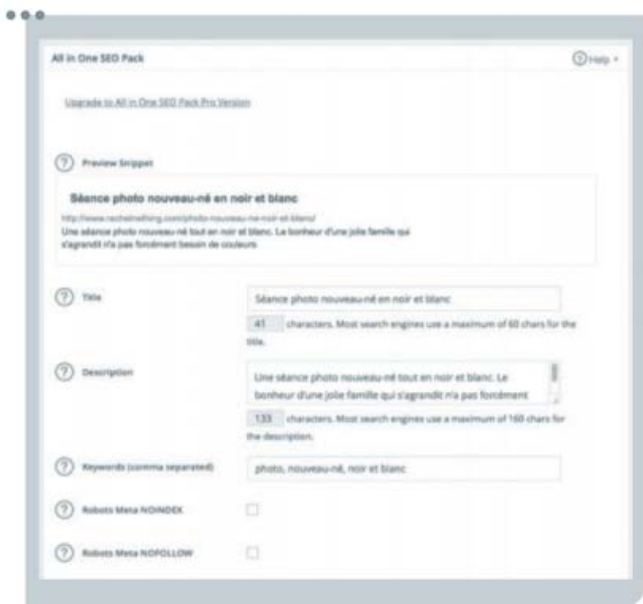 All in One SEO Pack
Help
Upgrade to All in One SEO Pack Pro Version
Preview Snippet
Séance photo nouveau-né en noir et blanc
Une séance photo nouveau-né tout en noir et blanc. Le bonheur d'une jolie famille qui
s'agrandit n'a pas forcément besoin de couleurs
Title
Séance photo nouveau-né en noir et blanc
41 characters. Most search engines use a maximum of 60 chars for the
title.
Description
Une séance photo nouveau-né tout en noir et blanc. Le
bonheur d'une jolie famille qui s'agrandit n'a pas forcément
133 characters. Most search engines use a maximum of 160 chars for
the description.
Keywords (comma separated)
photo, nouveau-né, noir et blanc
Robots Meta NOINDEX
Robots Meta NOFOLLOW